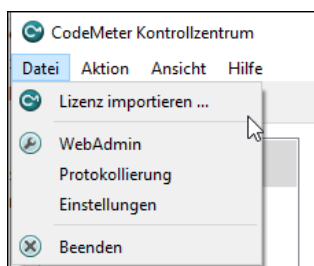 CodeMeter Kontrollzentrum
Datei Aktion Ansicht Hilfe
Lizenz importieren ...
WebAdmin
Protokollierung
Einstellungen
Beenden